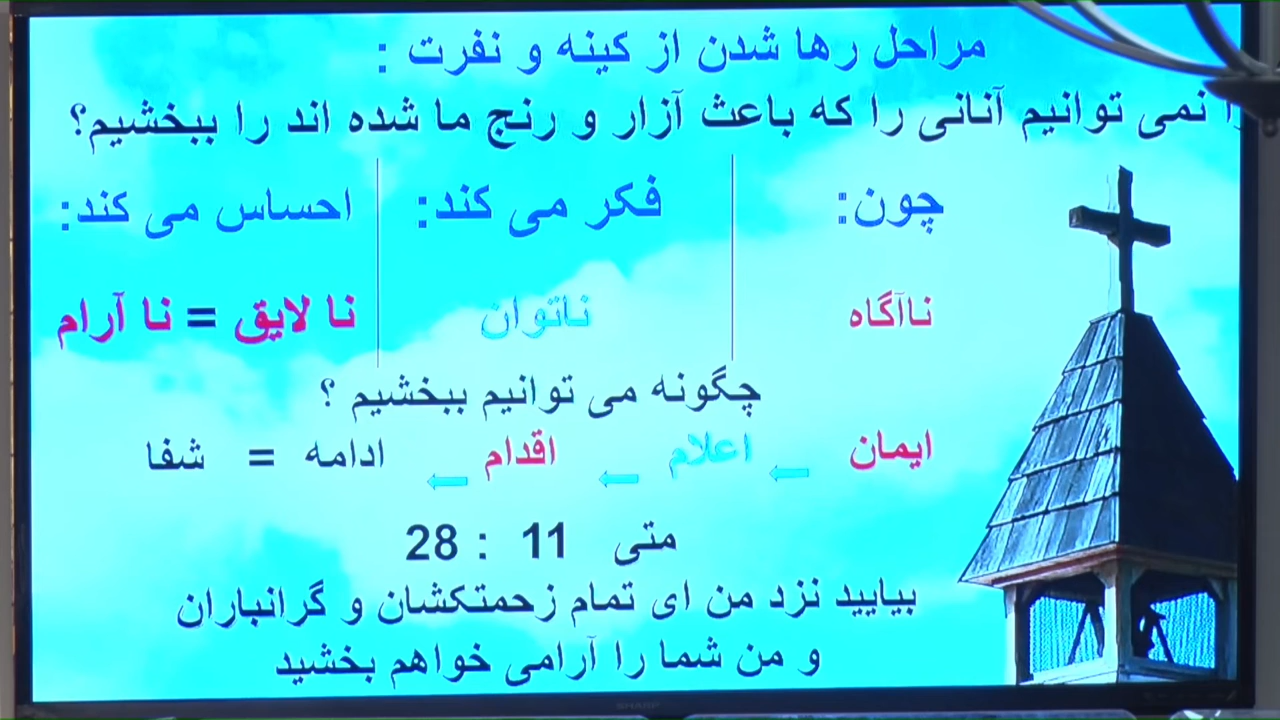 مراحل رها شدن از کینه و نفرت :
نمی توانیم آنانی را که باعث آزار و رنج ما شده اند را ببخشیم؟
چون: فکر می کند: احساس می کند:
ناآگاه ناتوان نا لایق = نا آرام
چگونه می توانیم ببخشیم ؟
ایمان ← اعلام ← اقدام ← ادامه = شفا
متی 11 : 28
بیایید نزد من ای تمام زحمتکشان و گرانباران
و من شما را آرامی خواهم بخشید
SHARP